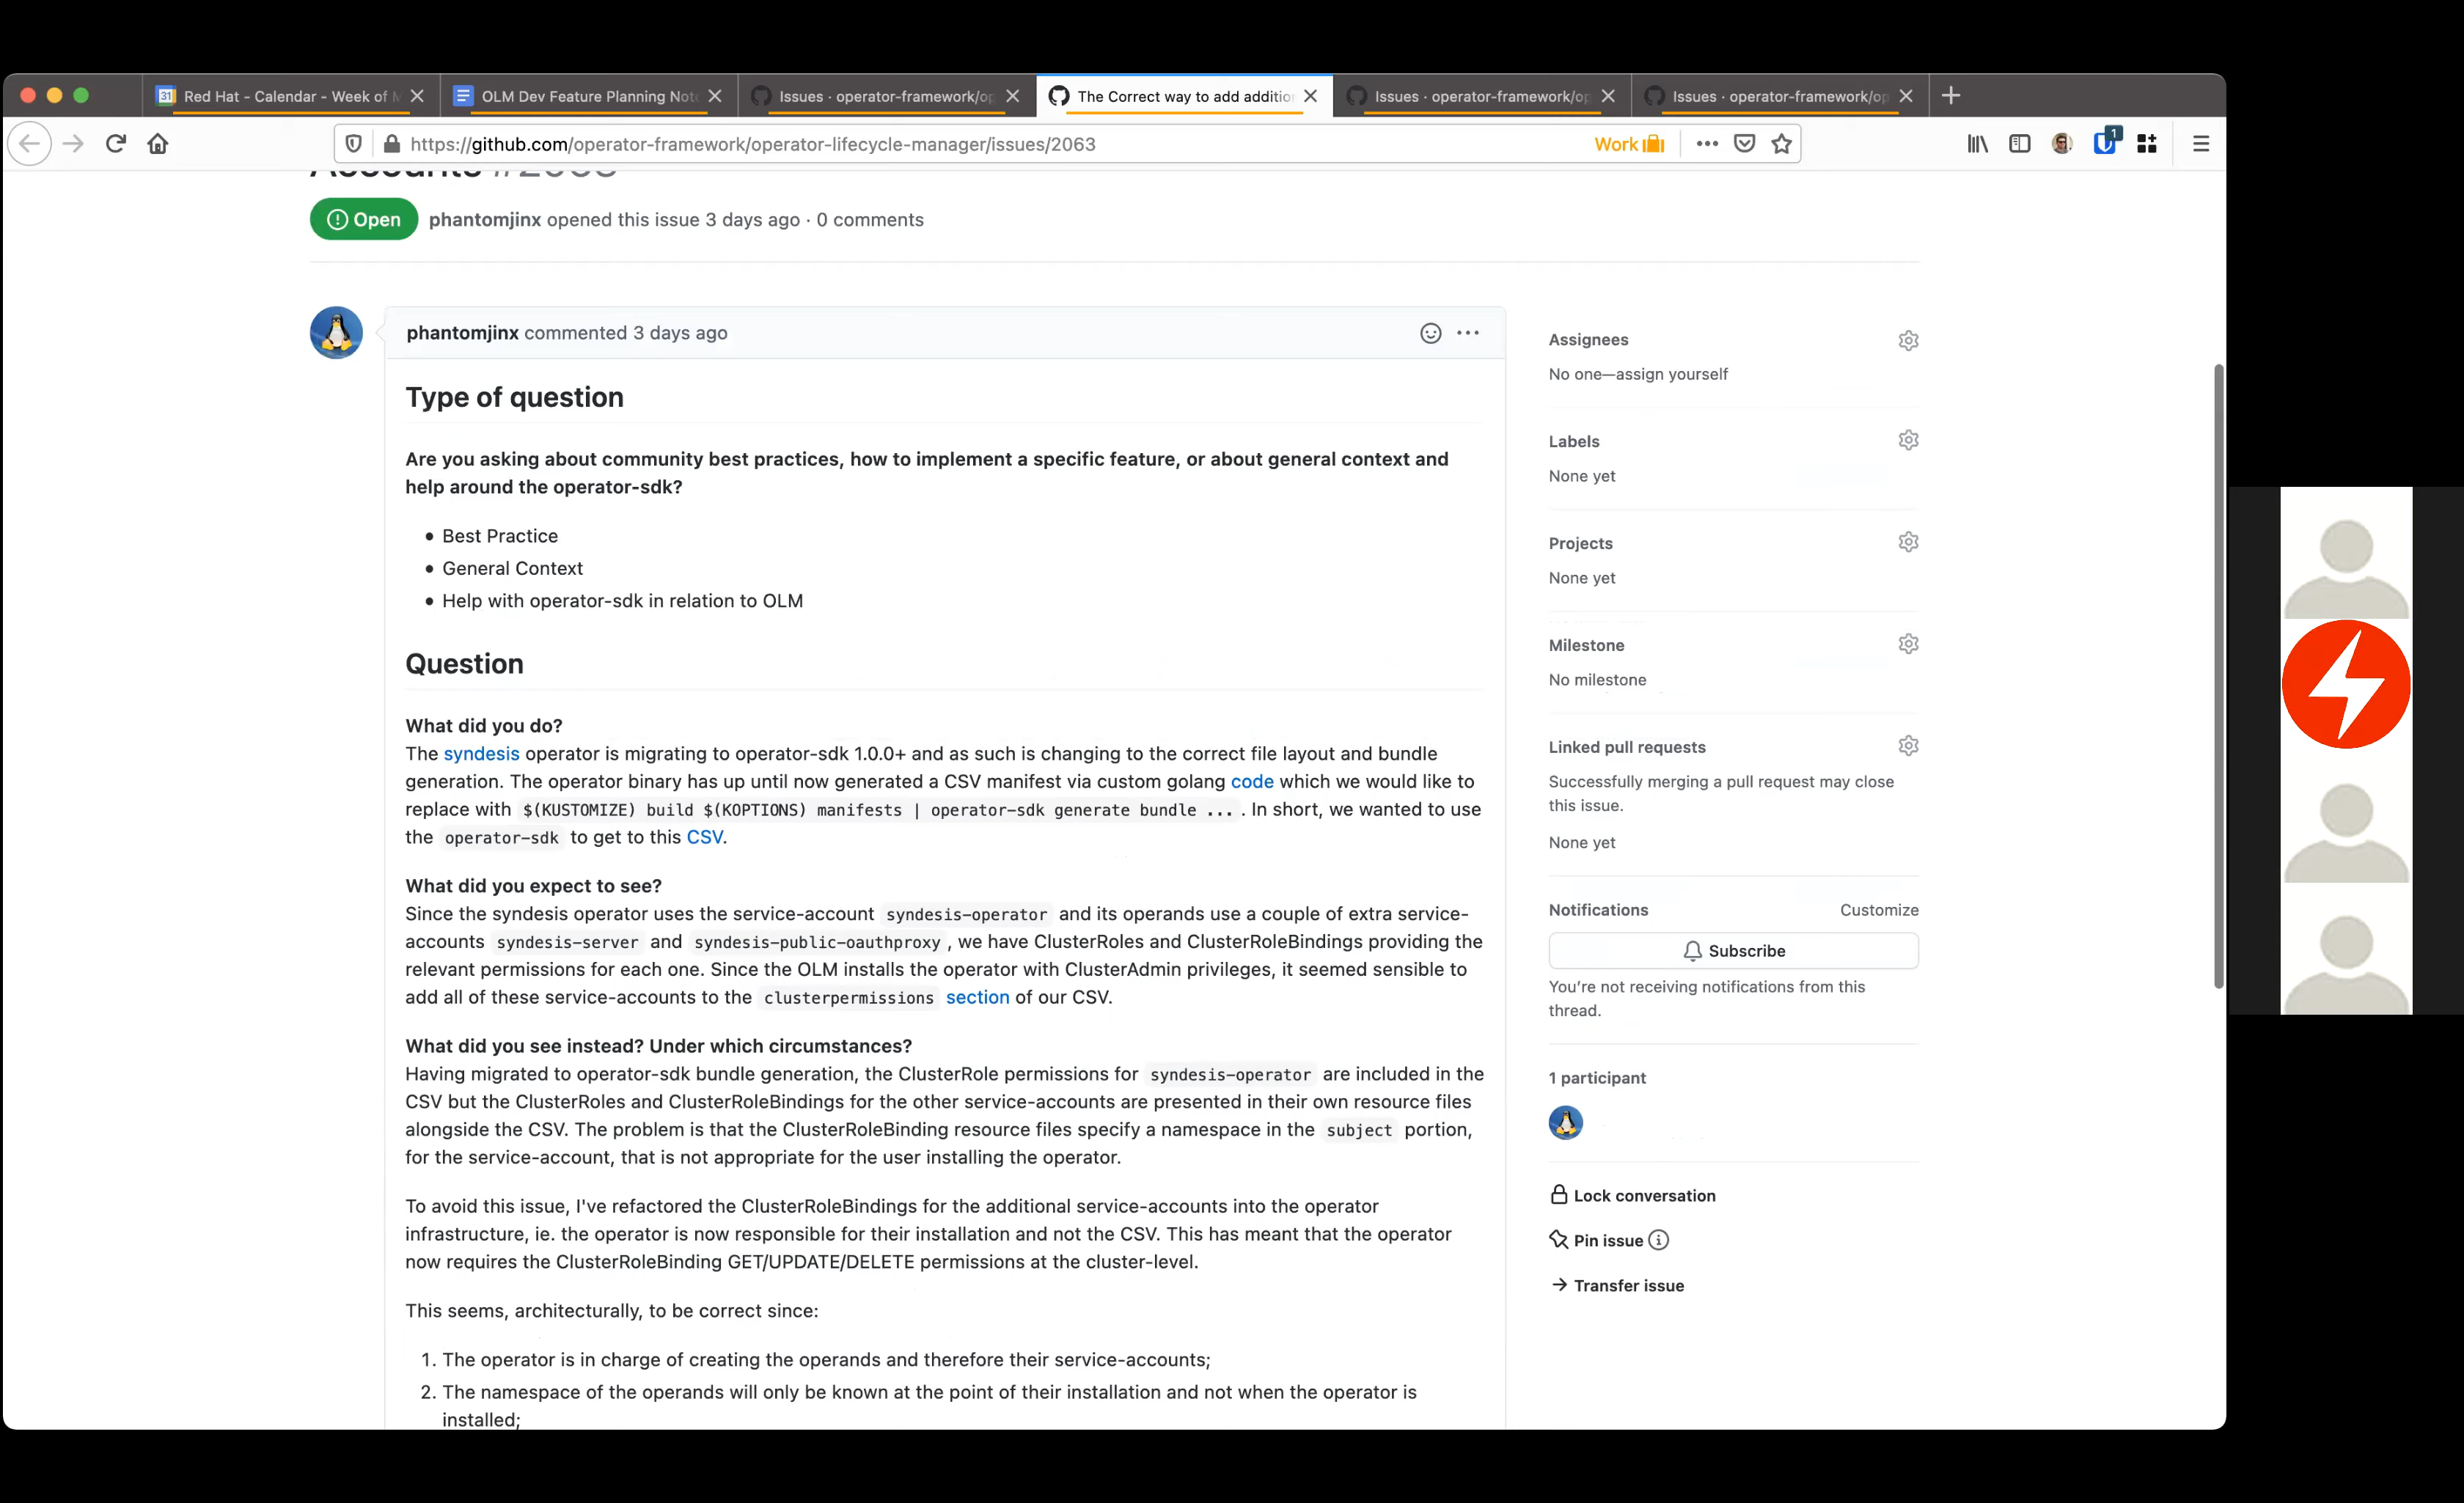 31 Red Hat - Calendar - Week of
OLM Dev Feature Planning Not
Issues · operator-framework/op
The Correct way to add additio
Issues · operator-framework/op
Issues · operator-framework/op
https://github.com/operator-framework/operator-lifecycle-manager/issues/2063
Work
1
Accounts #2063
Open
phantomjinx opened this issue 3 days ago · 0 comments
phantomjinx commented 3 days ago
Type of question
Are you asking about community best practices, how to implement a specific feature, or about general context and
help around the operator-sdk?
• Best Practice
• General Context
• Help with operator-sdk in relation to OLM
Question
What did you do?
The syndesis operator is migrating to operator-sdk 1.0.0+ and as such is changing to the correct file layout and bundle
generation. The operator binary has up until now generated a CSV manifest via custom golang code which we would like to
replace with $(KUSTOMIZE) build $(KOPTIONS) manifests | operator-sdk generate bundle ... . In short, we wanted to use
the operator-sdk to get to this CSV.
What did you expect to see?
Since the syndesis operator uses the service-account syndesis-operator and its operands use a couple of extra service-
accounts syndesis-server and syndesis-public-oauthproxy , we have ClusterRoles and ClusterRoleBindings providing the
relevant permissions for each one. Since the OLM installs the operator with ClusterAdmin privileges, it seemed sensible to
add all of these service-accounts to the clusterpermissions section of our CSV.
What did you see instead? Under which circumstances?
Having migrated to operator-sdk bundle generation, the ClusterRole permissions for syndesis-operator are included in the
CSV but the ClusterRoles and ClusterRoleBindings for the other service-accounts are presented in their own resource files
alongside the CSV. The problem is that the ClusterRoleBinding resource files specify a namespace in the subject portion,
for the service-account, that is not appropriate for the user installing the operator.
To avoid this issue, I've refactored the ClusterRoleBindings for the additional service-accounts into the operator
infrastructure, ie. the operator is now responsible for their installation and not the CSV. This has meant that the operator
now requires the ClusterRoleBinding GET/UPDATE/DELETE permissions at the cluster-level.
This seems, architecturally, to be correct since:
1. The operator is in charge of creating the operands and therefore their service-accounts;
2. The namespace of the operands will only be known at the point of their installation and not when the operator is
installed;
Assignees
No one—assign yourself
Labels
None yet
Projects
None yet
Milestone
No milestone
Linked pull requests
Successfully merging a pull request may close
this issue.
None yet
Notifications
Customize
Subscribe
You're not receiving notifications from this
thread.
1 participant
Lock conversation
Pin issue
Transfer issue